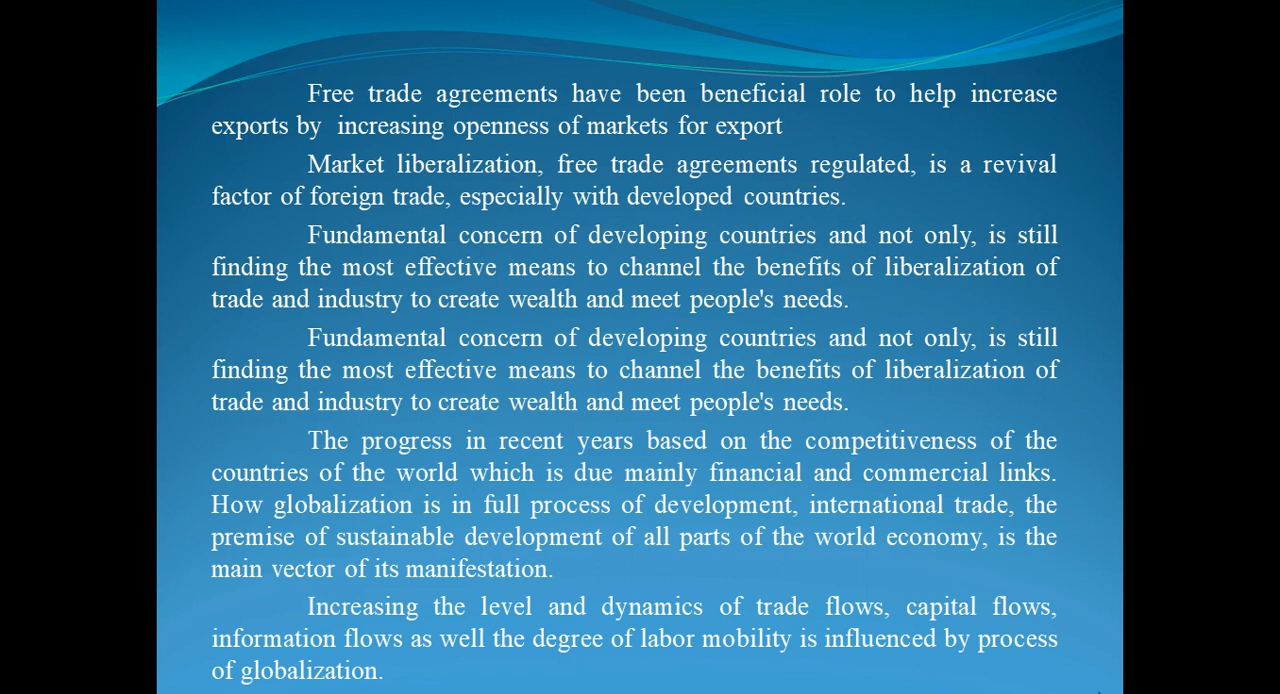 Free trade agreements have been beneficial role to help increase
exports by  increasing openness of markets for export
Market liberalization, free trade agreements regulated, is a revival
factor of foreign trade, especially with developed countries.
Fundamental concern of developing countries and not only, is still
finding the most effective means to channel the benefits of liberalization of
trade and industry to create wealth and meet people's needs.
Fundamental concern of developing countries and not only, is still
finding the most effective means to channel the benefits of liberalization of
trade and industry to create wealth and meet people's needs.
The progress in recent years based on the competitiveness of the
countries of the world which is due mainly financial and commercial links.
How globalization is in full process of development, international trade, the
premise of sustainable development of all parts of the world economy, is the
main vector of its manifestation.
Increasing the level and dynamics of trade flows, capital flows,
information flows as well the degree of labor mobility is influenced by process
of globalization.